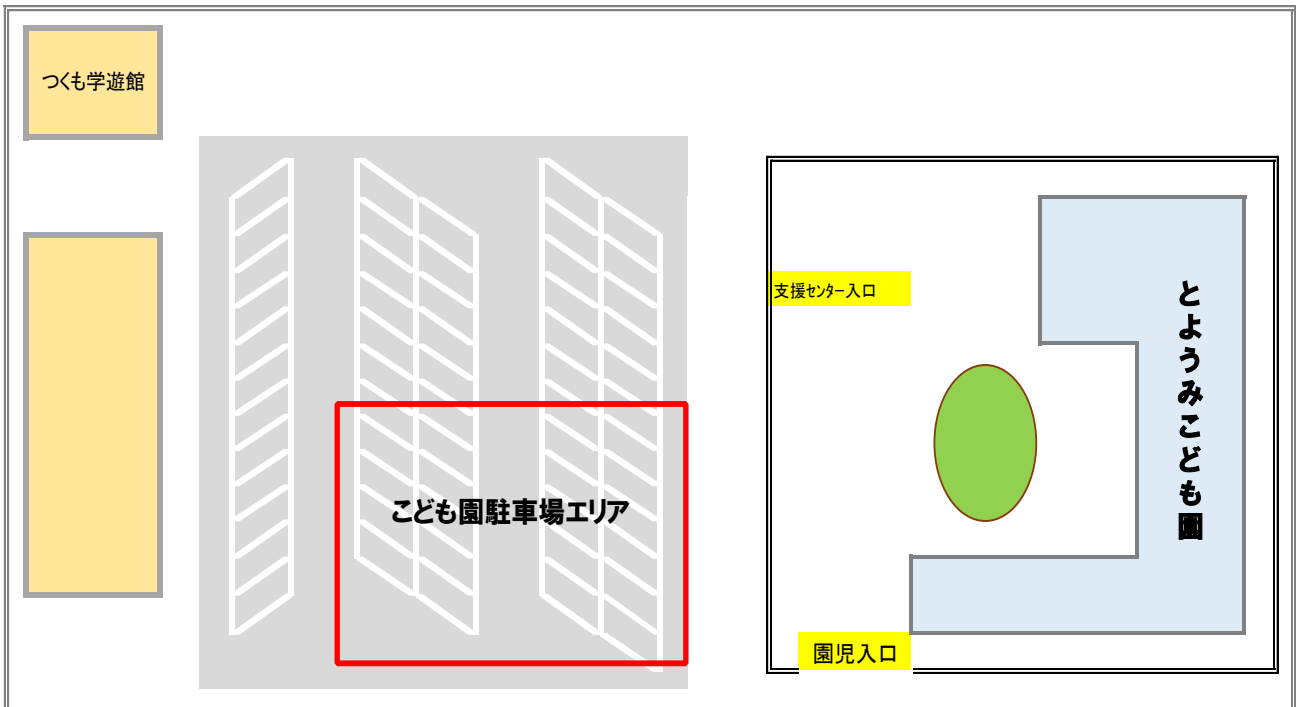 つくも学遊館
支援センター入口
とようみこども園
こども園駐車場エリア
園児入口